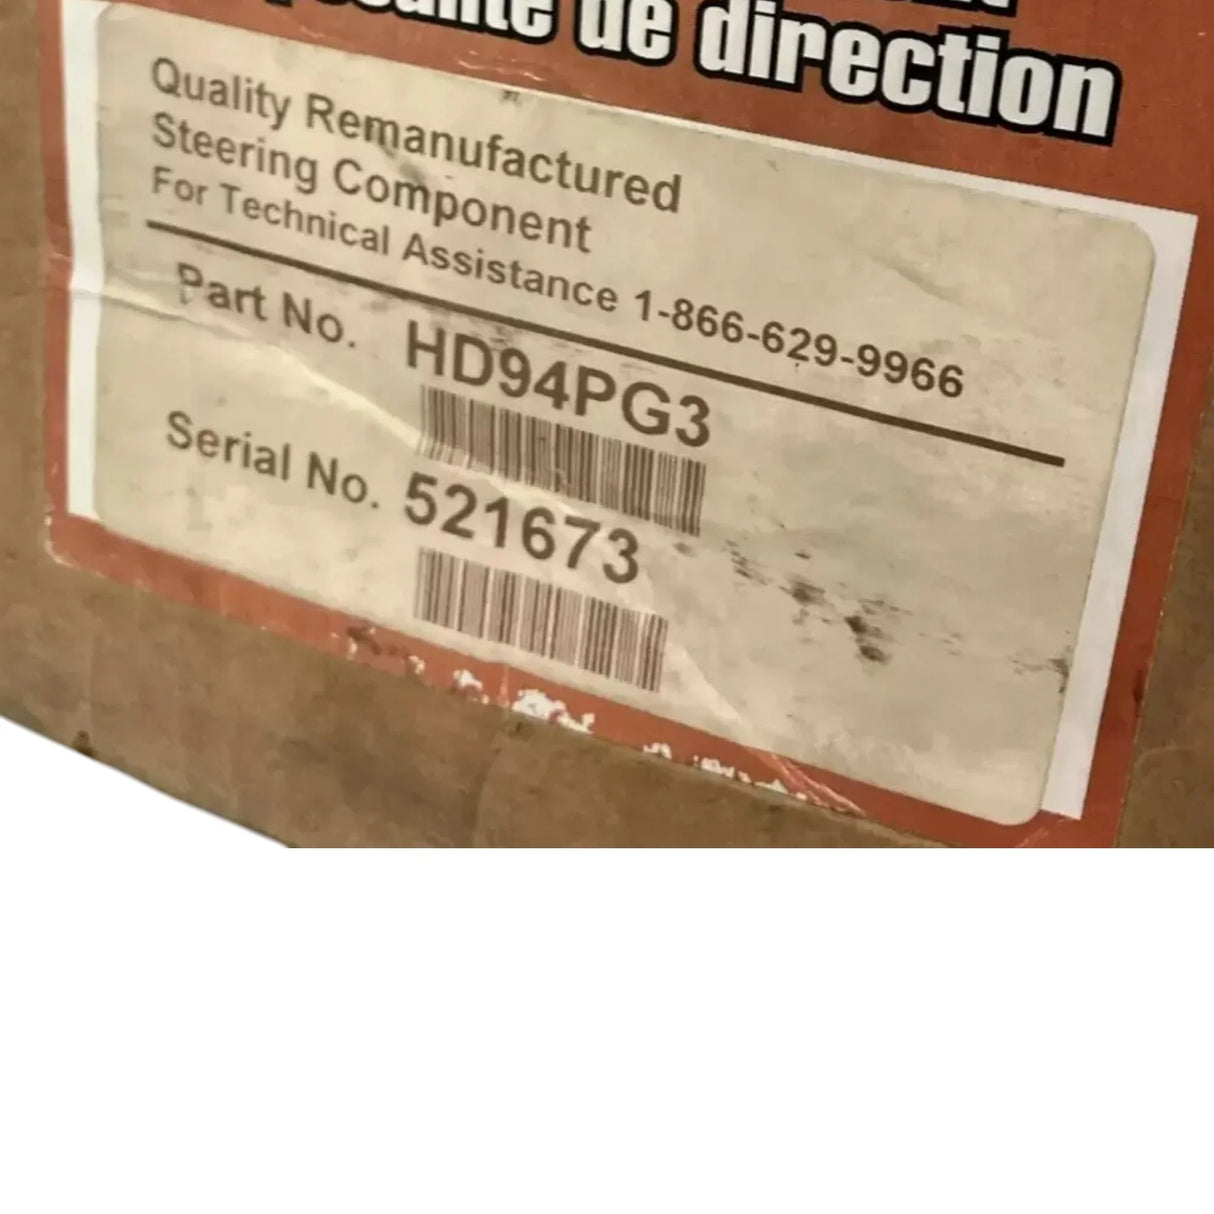 de direction
Quality Remanufactured
Steering Component
For Technical Assistance 1-866-629-9966
Part No. HD94PG3
Serial No. 521673